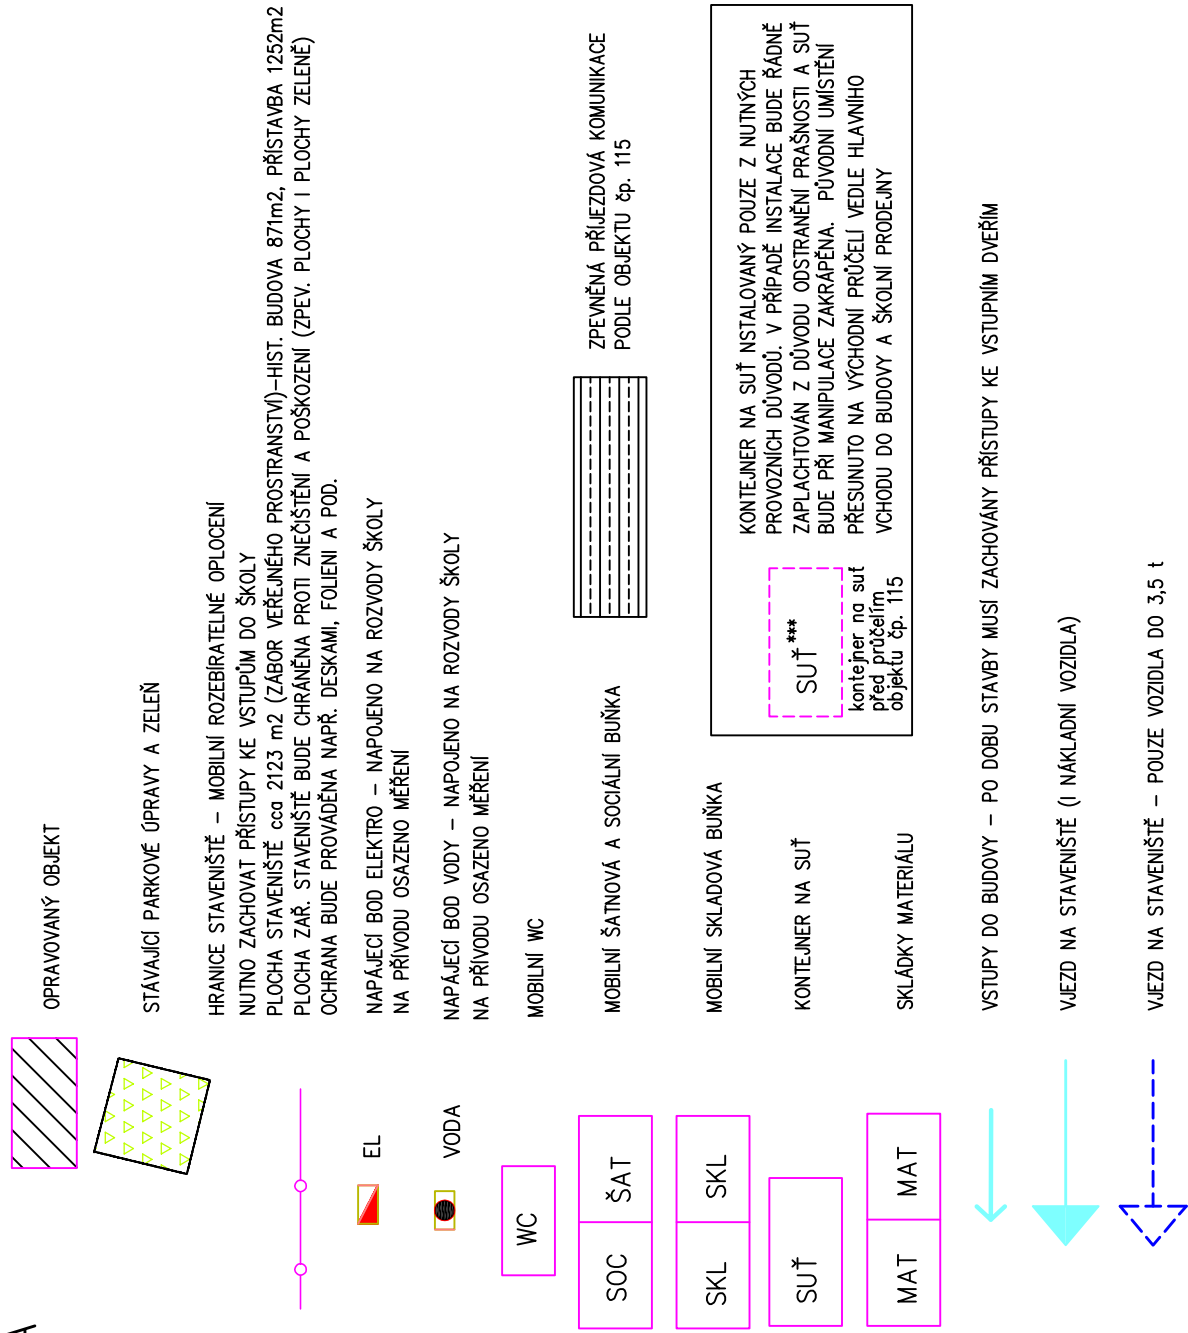 OPRAVOVANÝ OBJEKT
STÁVAJÍCÍ PARKOVÉ ÚPRAVY A ZELEŇ
HRANICE STAVENIŠTĚ – MOBILNÍ ROZEBÍRATELNÉ OPLOCENÍ
NUTNO ZACHOVAT PŘÍSTUPY KE VSTUPŮM DO ŠKOLY
PLOCHA STAVENIŠTĚ cca 2123 m2 (ZÁBOR VEŘEJNÉHO PROSTRANSTVÍ)–HIST. BUDOVA 871m2, PŘÍSTAVBA 1252m2
PLOCHA ZAŘ. STAVENIŠTĚ BUDE CHRÁNĚNA PROTI ZNEČIŠTĚNÍ A POŠKOZENÍ (ZPEV. PLOCHY I PLOCHY ZELENĚ)
OCHRANA BUDE PROVÁDĚNA NAPŘ. DESKAMI, FOLIENI A POD.
EL
NAPÁJECÍ BOD ELEKTRO – NAPOJENO NA ROZVODY ŠKOLY
NA PŘÍVODU OSAZENO MĚŘENÍ
VODA
NAPÁJECÍ BOD VODY – NAPOJENO NA ROZVODY ŠKOLY
NA PŘÍVODU OSAZENO MĚŘENÍ
WC
MOBILNÍ WC
SOC ŠAT
MOBILNÍ ŠATNOVÁ A SOCIÁLNÍ BUŇKA
ZPEVNĚNÁ PŘÍJEZDOVÁ KOMUNIKACE
PODLE OBJEKTU čp. 115
SKL SKL
MOBILNÍ SKLADOVÁ BUŇKA
SUŤ
KONTEJNER NA SUŤ
SUŤ***
kontejner na suť
před průčelím
objektu čp. 115
KONTEJNER NA SUŤ NSTALOVANÝ POUZE Z NUTNÝCH
PROVOZNÍCH DŮVODŮ. V PŘÍPADĚ INSTALACE BUDE ŘÁDNĚ
ZAPLACHTOVÁN Z DŮVODU ODSTRANĚNÍ PRAŠNOSTI A SUŤ
BUDE PŘI MANIPULACE ZAKRÁPĚNA. PŮVODNÍ UMÍSTĚNÍ
PŘESUNUTO NA VÝCHODNÍ PRŮČELÍ VEDLE HLAVNÍHO
VCHODU DO BUDOVY A ŠKOLNÍ PRODEJNY
MAT MAT
SKLÁDKY MATERIÁLU
VSTUPY DO BUDOVY – PO DOBU STAVBY MUSÍ ZACHOVÁNY PŘÍSTUPY KE VSTUPNÍM DVEŘÍM
VJEZD NA STAVENIŠTĚ (I NÁKLADNÍ VOZIDLA)
VJEZD NA STAVENIŠTĚ – POUZE VOZIDLA DO 3,5 t